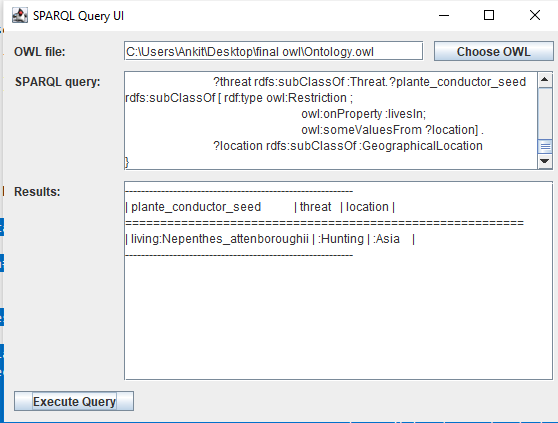 SPARQL Query UI
OWL file:
C:\Users\Ankit\Desktop\final owl\Ontology.owl
Choose OWL
SPARQL query:
?threat rdfs:subClassOf :Threat.?plante_conductor_seed
rdfs:subClassOf [ rdf:type owl:Restriction ;
owl:onProperty :livesIn;
owl:someValuesFrom ?location] .
?location rdfs:subClassOf :GeographicalLocation
}
Results:
---------------------------------------------------------
| plante_conductor_seed | threat | location |
=========================================================
| living:Nepenthes_attenboroughii | :Hunting | :Asia |
---------------------------------------------------------
Execute Query